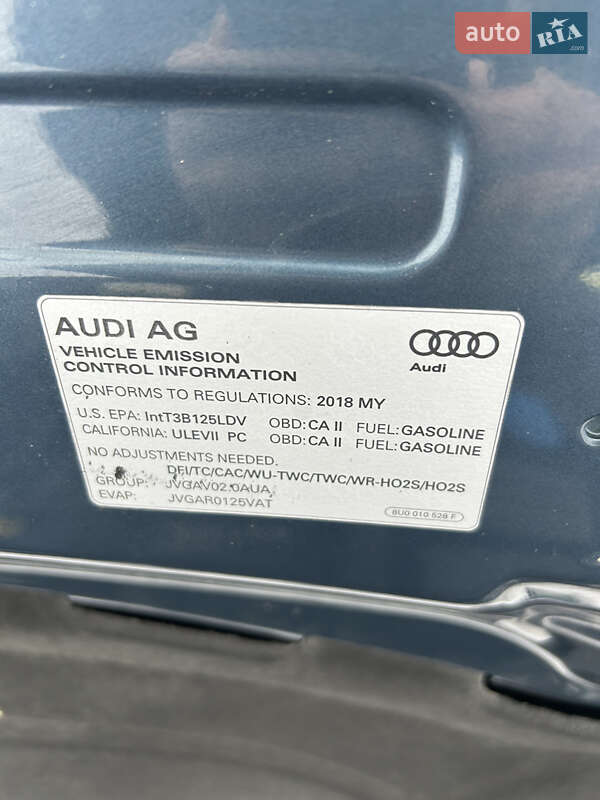 auto RIA .com
AUDI AG
Audi
VEHICLE EMISSION
CONTROL INFORMATION
CONFORMS TO REGULATIONS: 2018 MY
U.S. EPA: IntT3B125LDV OBD: CA II FUEL: GASOLINE
CALIFORNIA: ULEVII PC OBD: CA II FUEL: GASOLINE
NO ADJUSTMENTS NEEDED.
DFI/TC/CAC/WU-TWC/TWC/WR-HO2S/HO2S
GROUP: JVGAV02.0AUA
EVAP: JVGAR0125VAT
8U0 010 528 F